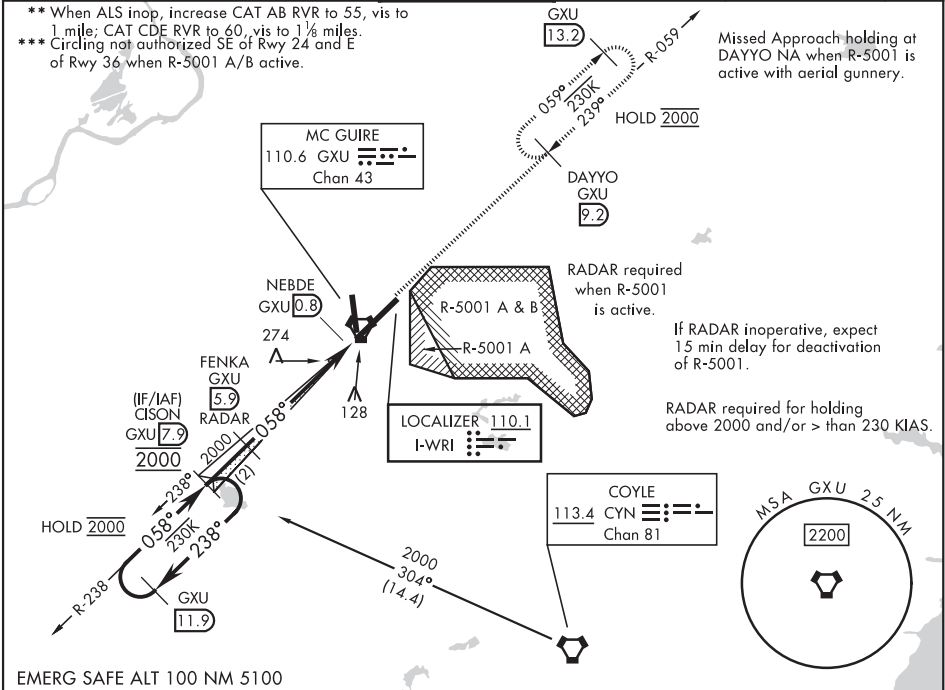 ** When ALS inop, increase CAT AB RVR to 55, vis to
1 mile; CAT CDE RVR to 60, vis to 1⅛ miles.
*** Circling not authorized SE of Rwy 24 and E
of Rwy 36 when R-5001 A/B active.
GXU
13.2
R-059
Missed Approach holding at
DAYYO NA when R-5001 is
active with aerial gunnery.
059°
230K
239°
HOLD 2000
MC GUIRE
110.6 GXU
Chan 43
DAYYO
GXU
9.2
NEBDE
GXU 0.8
RADAR required
when R-5001
is active.
R-5001 A & B
R-5001 A
274
128
If RADAR inoperative, expect
15 min delay for deactivation
of R-5001.
FENKA
GXU
5.9
RADAR
(IF/IAF)
CISON
GXU 7.9
2000
LOCALIZER 110.1
I-WRI
RADAR required for holding
above 2000 and/or > than 230 KIAS.
058°
2000
(2)
238°
HOLD 2000
058°
230K
238°
R-238
GXU
11.9
COYLE
113.4 CYN
Chan 81
2000
304°
(14.4)
MSA GXU 25 NM
2200
EMERG SAFE ALT 100 NM 5100